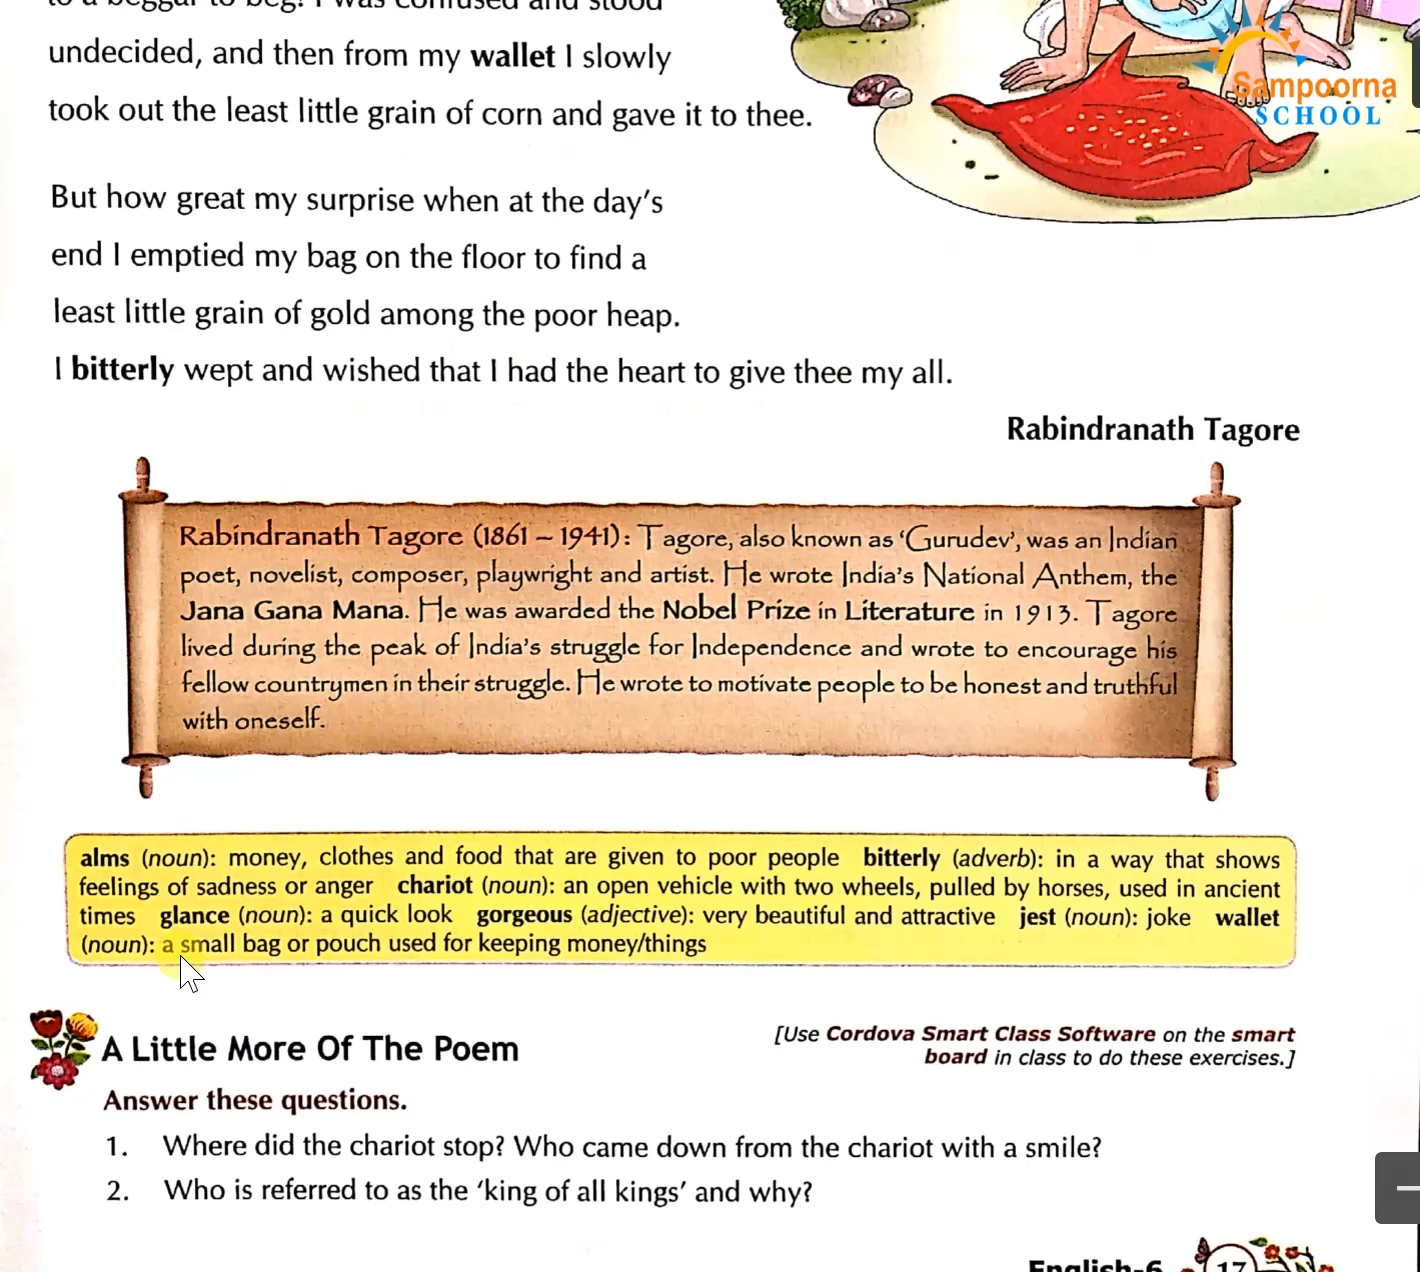 to a beggar to beg! I was confused and stood
undecided, and then from my wallet I slowly
took out the least little grain of corn and gave it to thee.
Sampoorna
SCHOOL
But how great my surprise when at the day's
end I emptied my bag on the floor to find a
least little grain of gold among the poor heap.
I bitterly wept and wished that I had the heart to give thee my all.
Rabindranath Tagore
Rabindranath Tagore (1861 – 1941): Tagore, also known as 'Gurudev', was an Indian
poet, novelist, composer, playwright and artist. He wrote India's National Anthem, the
Jana Gana Mana. He was awarded the Nobel Prize in Literature in 1913. Tagore
lived during the peak of India's struggle for Independence and wrote to encourage his
fellow countrymen in their struggle. He wrote to motivate people to be honest and truthful
with oneself.
alms (noun): money, clothes and food that are given to poor people bitterly (adverb): in a way that shows
feelings of sadness or anger chariot (noun): an open vehicle with two wheels, pulled by horses, used in ancient
times glance (noun): a quick look gorgeous (adjective): very beautiful and attractive jest (noun): joke wallet
(noun): a small bag or pouch used for keeping money/things
A Little More Of The Poem
[Use Cordova Smart Class Software on the smart
board in class to do these exercises.]
Answer these questions.
1. Where did the chariot stop? Who came down from the chariot with a smile?
2. Who is referred to as the 'king of all kings' and why?
English-6 17